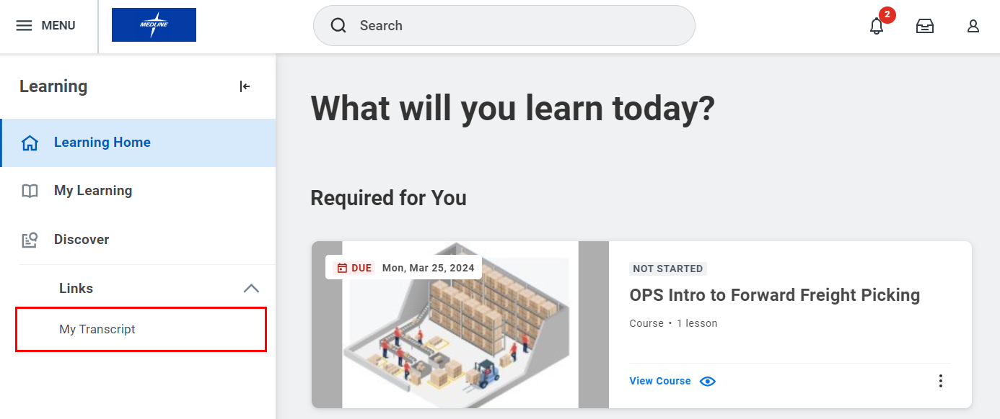 MENU
MEDLINE
Search
2
Learning
Learning Home
My Learning
Discover
Links
My Transcript
What will you learn today?
Required for You
DUE Mon, Mar 25, 2024
NOT STARTED
OPS Intro to Forward Freight Picking
Course • 1 lesson
View Course